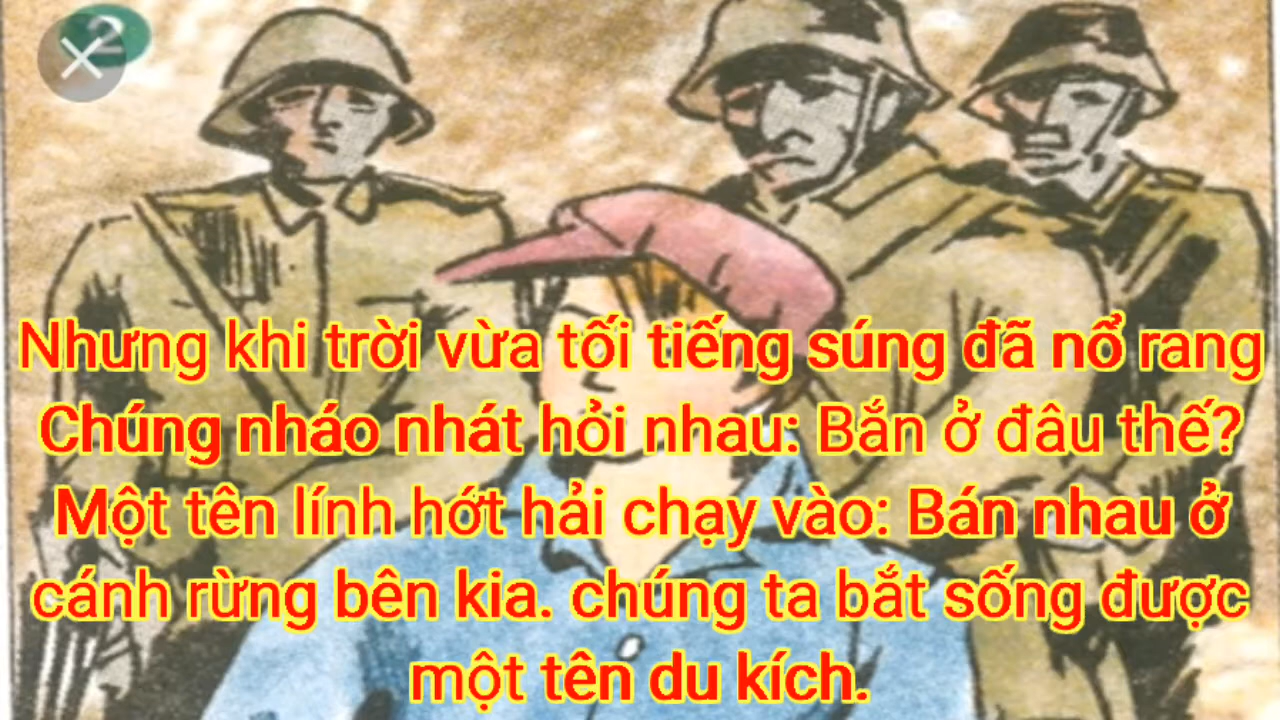 2
Nhưng khi trời vừa tối tiếng súng đã nổ rang
Chúng nháo nhát hỏi nhau: Bắn ở đâu thế?
Một tên lính hớt hải chạy vào: Bán nhau ở
cánh rừng bên kia. chúng ta bắt sống được
một tên du kích.